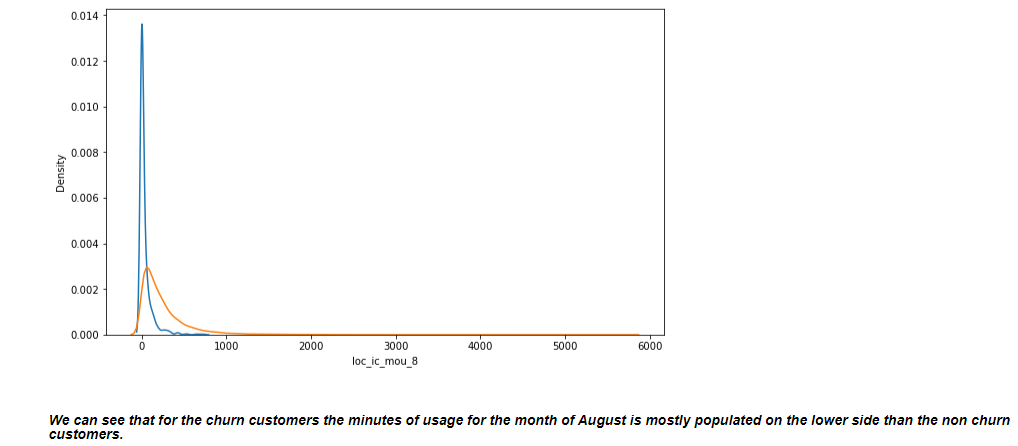 0.014
0.012
0.010
0.008
0.006
0.004
0.002
0.000
Density
0 1000 2000 3000 4000 5000 6000
loc_ic_mou_8
We can see that for the churn customers the minutes of usage for the month of August is mostly populated on the lower side than the non churn
customers.